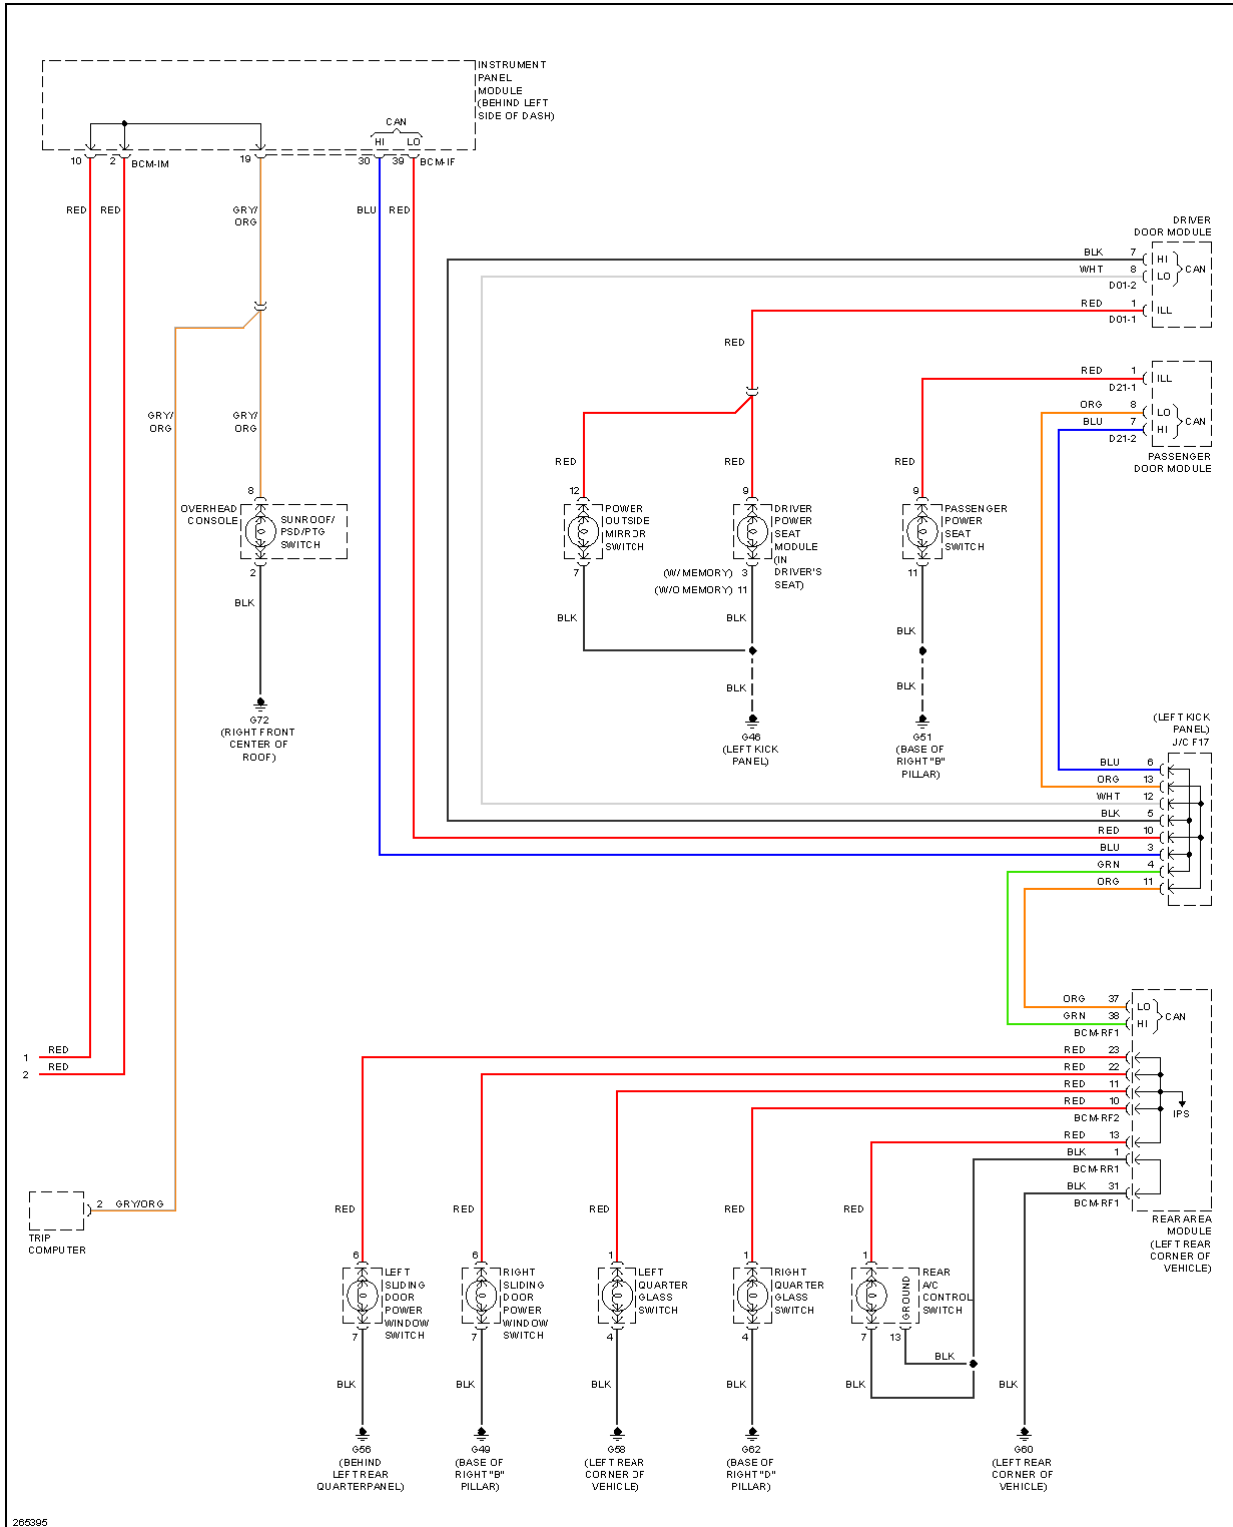 INSTRUMENT
PANEL
MODULE
(BEHIND LEFT
SIDE OF DASH)
CAN
HI LO
10 2 BCM-IM 19 30 39 BCM-IF
RED RED GRY/
ORG BLU RED
DRIVER
DOOR MODULE
BLK 7 HI
WHT 8 LO CAN
D01-2
RED 1 ILL
D01-1
RED
RED 1 ILL
D21-1
ORG 8 LO
BLU 7 HI CAN
D21-2
PASSENGER
DOOR MODULE
GRY/
ORG
GRY/
ORG
RED RED RED
8 12 9 9
OVERHEAD
CONSOLE
SUNROOF/
PSD/PTG
SWITCH
POWER
OUTSIDE
MIRROR
SWITCH
DRIVER
POWER
SEAT
MODULE
(IN
DRIVER'S
SEAT)
PASSENGER
POWER
SEAT
SWITCH
2 7 (W/MEMORY) 3 11
(W/O MEMORY) 11
BLK BLK BLK BLK
BLK BLK
G72
(RIGHT FRONT
CENTER OF
ROOF)
G46
(LEFT KICK
PANEL)
G51
(BASE OF
RIGHT "B"
PILLAR)
(LEFT KICK
PANEL)
J/C F17
BLU 6
ORG 13
WHT 12
BLK 5
RED 10
BLU 3
GRN 4
ORG 11
ORG 37 LO
GRN 38 HI CAN
BCM-RF1
1 RED
2 RED
RED 23
RED 22
RED 11
RED 10
BCM-RF2
IPS
RED 13
BLK 1
BCM-RR1
BLK 31
BCM-RF1
REAR AREA
MODULE
(LEFT REAR
CORNER OF
VEHICLE)
2 GRY/ORG
TRIP
COMPUTER
RED RED RED RED RED
6 6 1 1 1
LEFT
SLIDING
DOOR
POWER
WINDOW
SWITCH
RIGHT
SLIDING
DOOR
POWER
WINDOW
SWITCH
LEFT
QUARTER
GLASS
SWITCH
RIGHT
QUARTER
GLASS
SWITCH
GROUND
REAR
A/C
CONTROL
SWITCH
7 7 4 4 7 13
BLK
BLK BLK BLK BLK BLK BLK
G56
(BEHIND
LEFT REAR
QUARTERPANEL)
G49
(BASE OF
RIGHT "B"
PILLAR)
G58
(LEFT REAR
CORNER OF
VEHICLE)
G62
(BASE OF
RIGHT "D"
PILLAR)
G60
(LEFT REAR
CORNER OF
VEHICLE)
265395